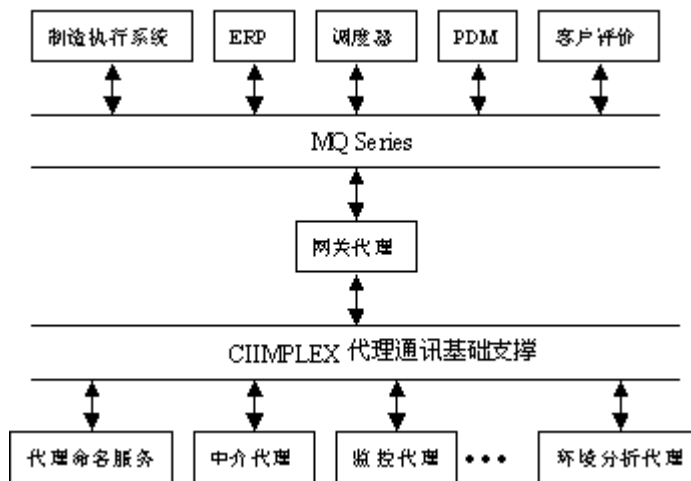 制造执行系统
ERP
调度器
PDM
客户评价
MQ Series
网关代理
CIIMPLEX 代理通讯基础支撑
代理命名服务
中介代理
监控代理
•••
环境分析代理